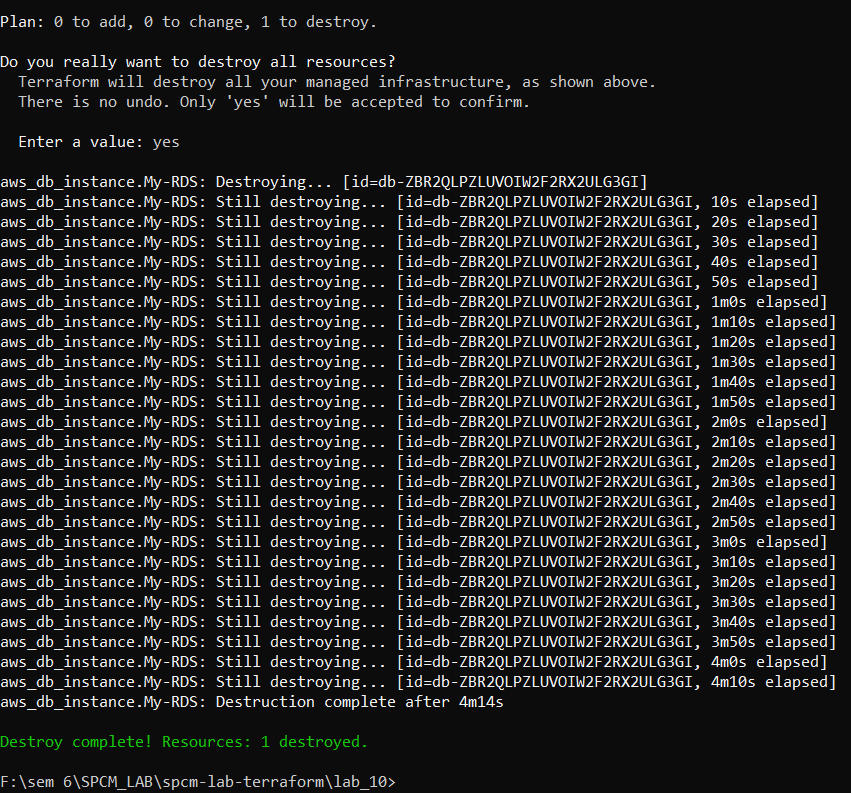 Plan: 0 to add, 0 to change, 1 to destroy.
Do you really want to destroy all resources?
Terraform will destroy all your managed infrastructure, as shown above.
There is no undo. Only 'yes' will be accepted to confirm.
Enter a value: yes
aws_db_instance.My-RDS: Destroying... [id=db-ZBR2QLPZLUVOIW2F2RX2ULG3GI]
aws_db_instance.My-RDS: Still destroying... [id=db-ZBR2QLPZLUVOIW2F2RX2ULG3GI, 10s elapsed]
aws_db_instance.My-RDS: Still destroying... [id=db-ZBR2QLPZLUVOIW2F2RX2ULG3GI, 20s elapsed]
aws_db_instance.My-RDS: Still destroying... [id=db-ZBR2QLPZLUVOIW2F2RX2ULG3GI, 30s elapsed]
aws_db_instance.My-RDS: Still destroying... [id=db-ZBR2QLPZLUVOIW2F2RX2ULG3GI, 40s elapsed]
aws_db_instance.My-RDS: Still destroying... [id=db-ZBR2QLPZLUVOIW2F2RX2ULG3GI, 50s elapsed]
aws_db_instance.My-RDS: Still destroying... [id=db-ZBR2QLPZLUVOIW2F2RX2ULG3GI, 1m0s elapsed]
aws_db_instance.My-RDS: Still destroying... [id=db-ZBR2QLPZLUVOIW2F2RX2ULG3GI, 1m10s elapsed]
aws_db_instance.My-RDS: Still destroying... [id=db-ZBR2QLPZLUVOIW2F2RX2ULG3GI, 1m20s elapsed]
aws_db_instance.My-RDS: Still destroying... [id=db-ZBR2QLPZLUVOIW2F2RX2ULG3GI, 1m30s elapsed]
aws_db_instance.My-RDS: Still destroying... [id=db-ZBR2QLPZLUVOIW2F2RX2ULG3GI, 1m40s elapsed]
aws_db_instance.My-RDS: Still destroying... [id=db-ZBR2QLPZLUVOIW2F2RX2ULG3GI, 1m50s elapsed]
aws_db_instance.My-RDS: Still destroying... [id=db-ZBR2QLPZLUVOIW2F2RX2ULG3GI, 2m0s elapsed]
aws_db_instance.My-RDS: Still destroying... [id=db-ZBR2QLPZLUVOIW2F2RX2ULG3GI, 2m10s elapsed]
aws_db_instance.My-RDS: Still destroying... [id=db-ZBR2QLPZLUVOIW2F2RX2ULG3GI, 2m20s elapsed]
aws_db_instance.My-RDS: Still destroying... [id=db-ZBR2QLPZLUVOIW2F2RX2ULG3GI, 2m30s elapsed]
aws_db_instance.My-RDS: Still destroying... [id=db-ZBR2QLPZLUVOIW2F2RX2ULG3GI, 2m40s elapsed]
aws_db_instance.My-RDS: Still destroying... [id=db-ZBR2QLPZLUVOIW2F2RX2ULG3GI, 2m50s elapsed]
aws_db_instance.My-RDS: Still destroying... [id=db-ZBR2QLPZLUVOIW2F2RX2ULG3GI, 3m0s elapsed]
aws_db_instance.My-RDS: Still destroying... [id=db-ZBR2QLPZLUVOIW2F2RX2ULG3GI, 3m10s elapsed]
aws_db_instance.My-RDS: Still destroying... [id=db-ZBR2QLPZLUVOIW2F2RX2ULG3GI, 3m20s elapsed]
aws_db_instance.My-RDS: Still destroying... [id=db-ZBR2QLPZLUVOIW2F2RX2ULG3GI, 3m30s elapsed]
aws_db_instance.My-RDS: Still destroying... [id=db-ZBR2QLPZLUVOIW2F2RX2ULG3GI, 3m40s elapsed]
aws_db_instance.My-RDS: Still destroying... [id=db-ZBR2QLPZLUVOIW2F2RX2ULG3GI, 3m50s elapsed]
aws_db_instance.My-RDS: Still destroying... [id=db-ZBR2QLPZLUVOIW2F2RX2ULG3GI, 4m0s elapsed]
aws_db_instance.My-RDS: Still destroying... [id=db-ZBR2QLPZLUVOIW2F2RX2ULG3GI, 4m10s elapsed]
aws_db_instance.My-RDS: Destruction complete after 4m14s
Destroy complete! Resources: 1 destroyed.
F:\sem 6\SPCM_LAB\spcm-lab-terraform\lab_10>